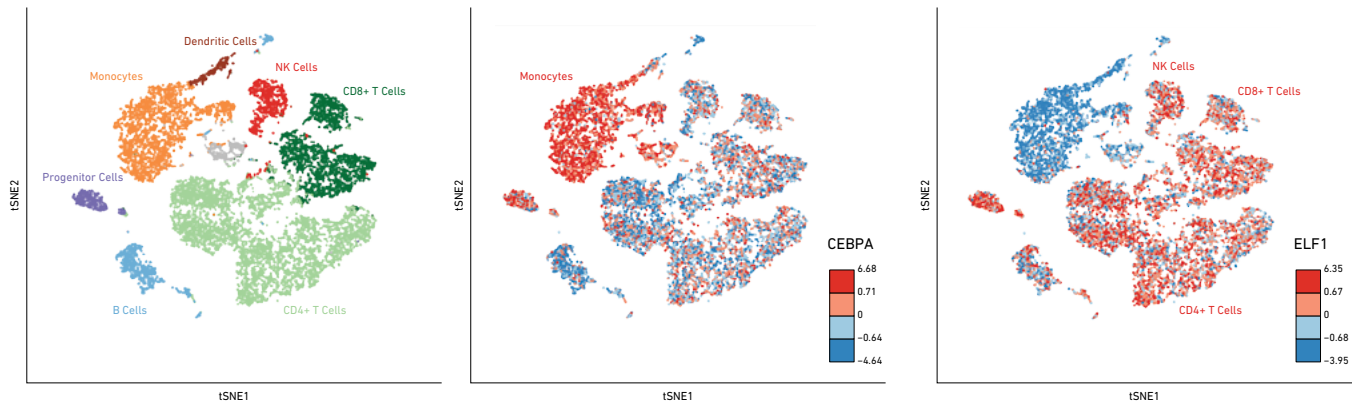 Dendritic Cells
Monocytes
NK Cells
CD8+ T Cells
Progenitor Cells
B Cells
CD4+ T Cells
tSNE2
tSNE1
Monocytes
CEBPA
6.68
0.71
0
−0.64
−4.64
tSNE2
tSNE1
NK Cells
CD8+ T Cells
CD4+ T Cells
ELF1
6.35
0.67
0
−0.68
−3.95
tSNE2
tSNE1